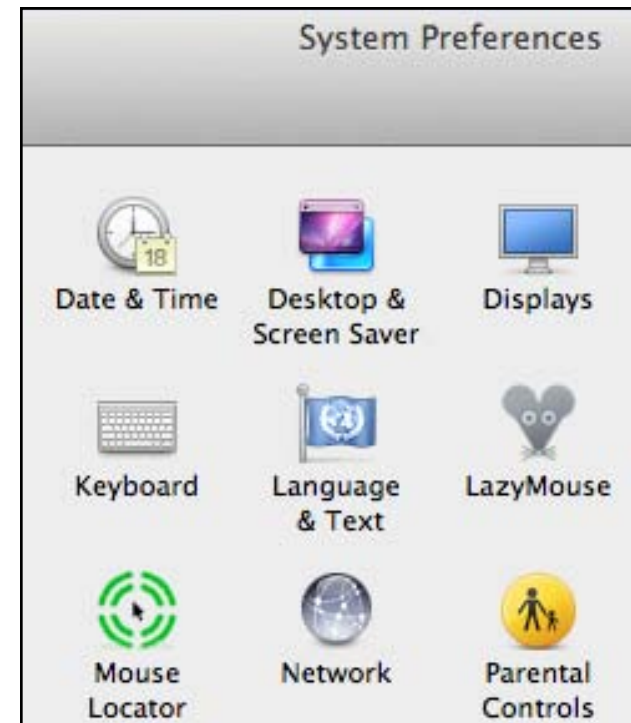 System Preferences
18
Date & Time
Desktop &
Screen Saver
Displays
Keyboard
Language
& Text
LazyMouse
Mouse
Locator
Network
Parental
Controls